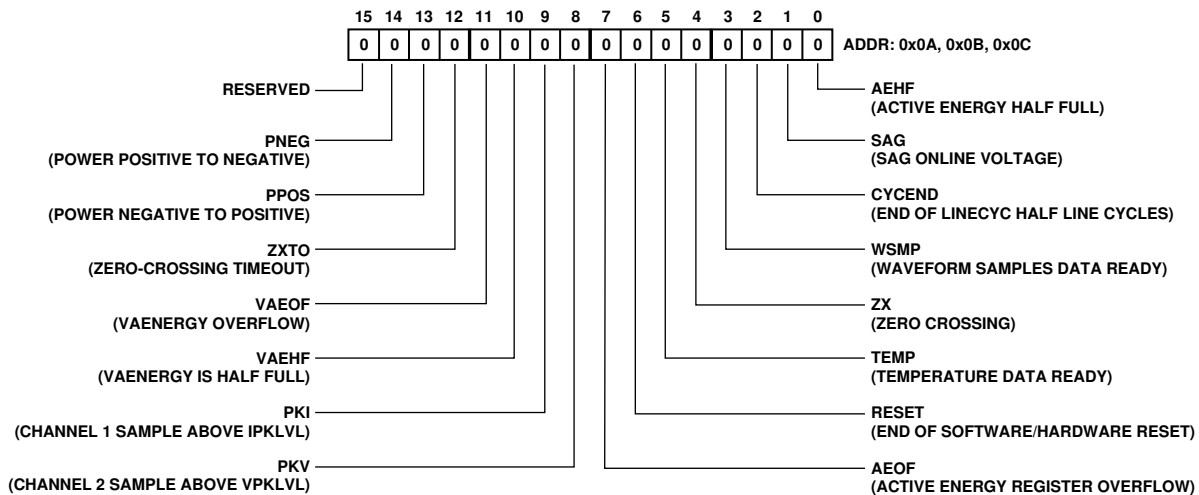 15 14 13 12 11 10 9 8 7 6 5 4 3 2 1 0
0 0 0 0 0 0 0 0 0 0 0 0 0 0 0 0 ADDR: 0x0A, 0x0B, 0x0C
RESERVED
PNEG
(POWER POSITIVE TO NEGATIVE)
PPOS
(POWER NEGATIVE TO POSITIVE)
ZXTO
(ZERO-CROSSING TIMEOUT)
VAEOF
(VAENERGY OVERFLOW)
VAEHF
(VAENERGY IS HALF FULL)
PKI
(CHANNEL 1 SAMPLE ABOVE IPKLVL)
PKV
(CHANNEL 2 SAMPLE ABOVE VPKLVL)
AEHF
(ACTIVE ENERGY HALF FULL)
SAG
(SAG ONLINE VOLTAGE)
CYCEND
(END OF LINECYC HALF LINE CYCLES)
WSMP
(WAVEFORM SAMPLES DATA READY)
ZX
(ZERO CROSSING)
TEMP
(TEMPERATURE DATA READY)
RESET
(END OF SOFTWARE/HARDWARE RESET)
AEOF
(ACTIVE ENERGY REGISTER OVERFLOW)